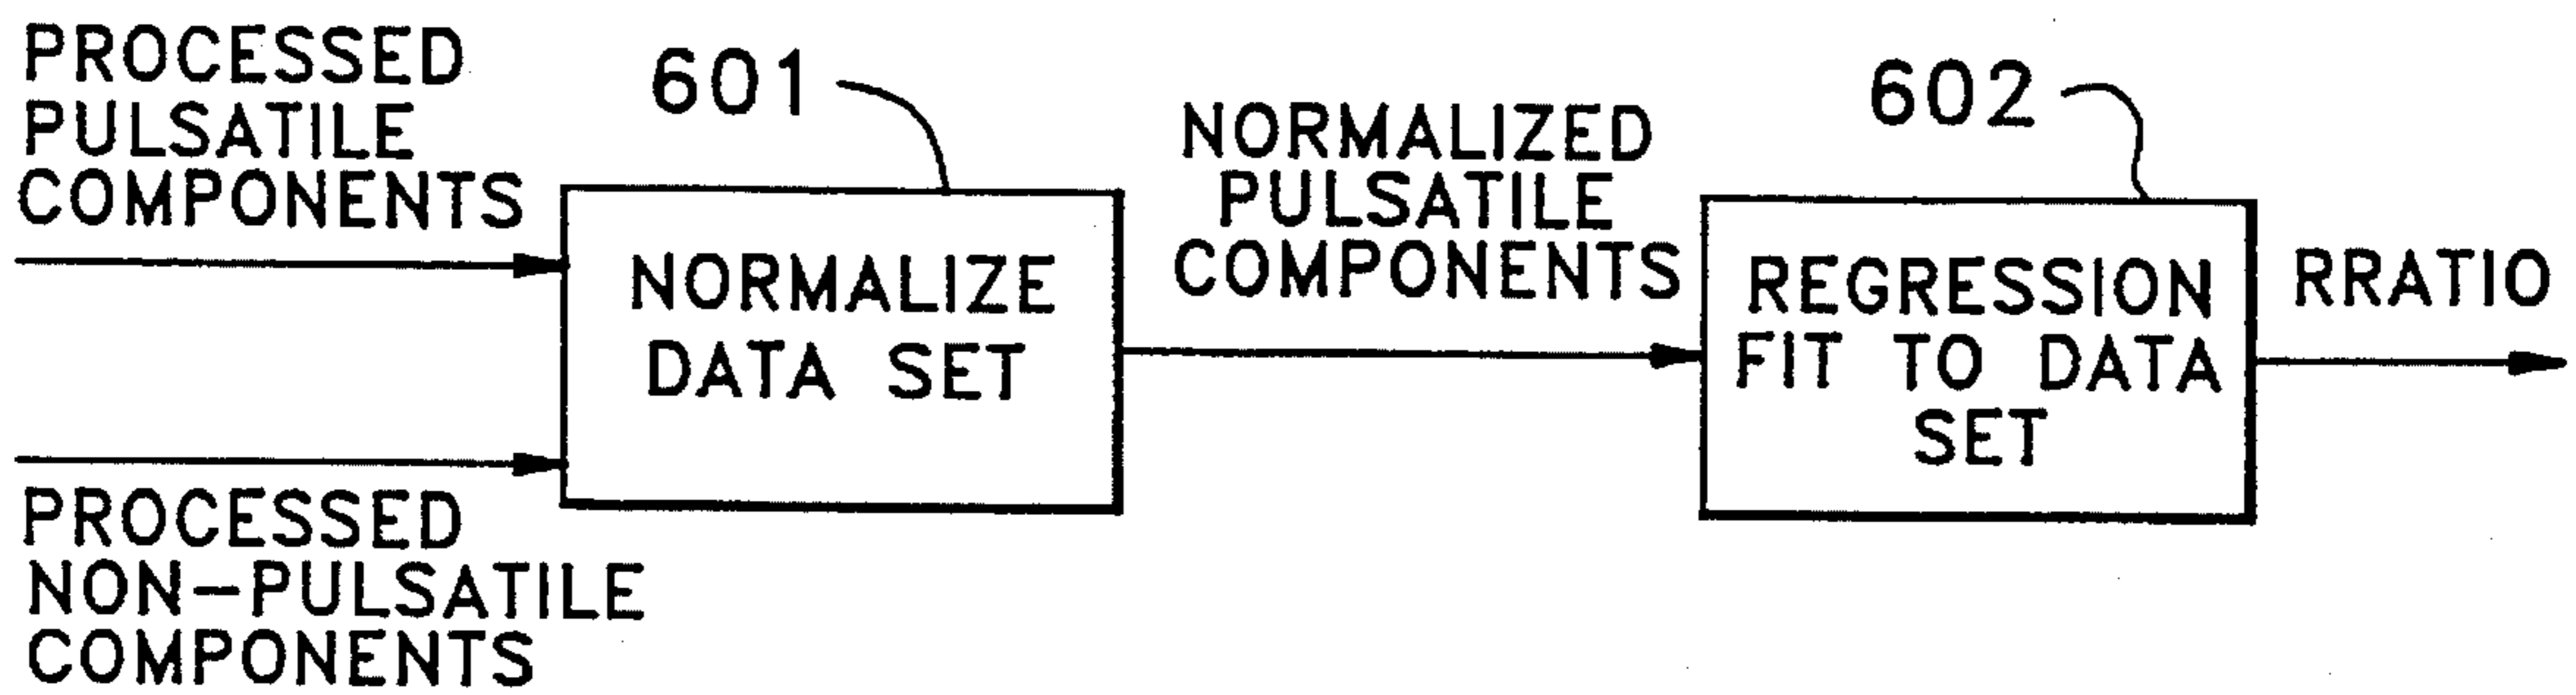 PROCESSED
PULSATILE
COMPONENTS
601
NORMALIZE
DATA SET
PROCESSED
NON-PULSATILE
COMPONENTS
NORMALIZED
PULSATILE
COMPONENTS
602
REGRESSION
FIT TO DATA
SET
RRATIO